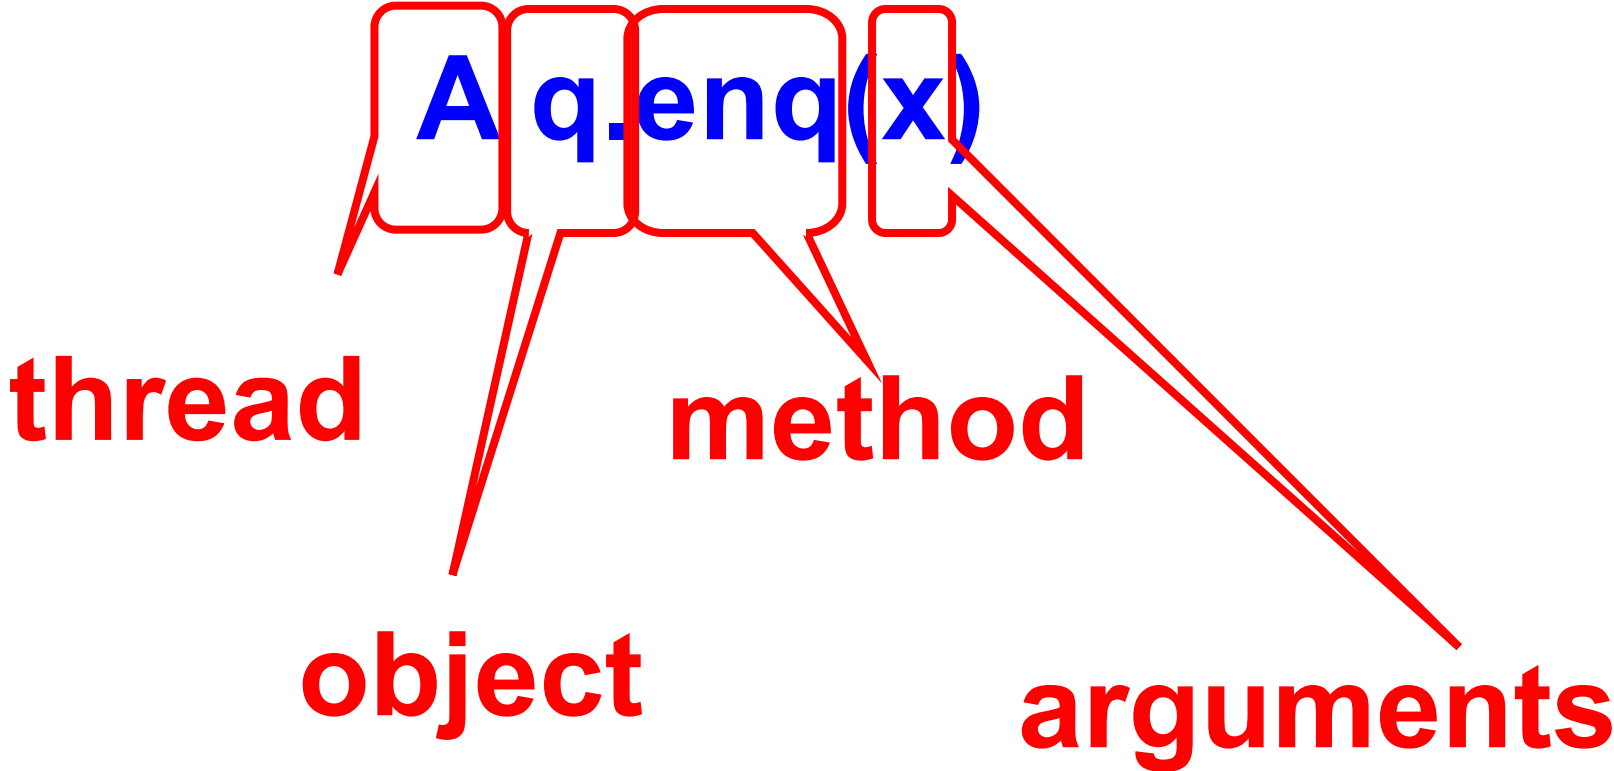 A q.enq(x)
thread
method
object
arguments